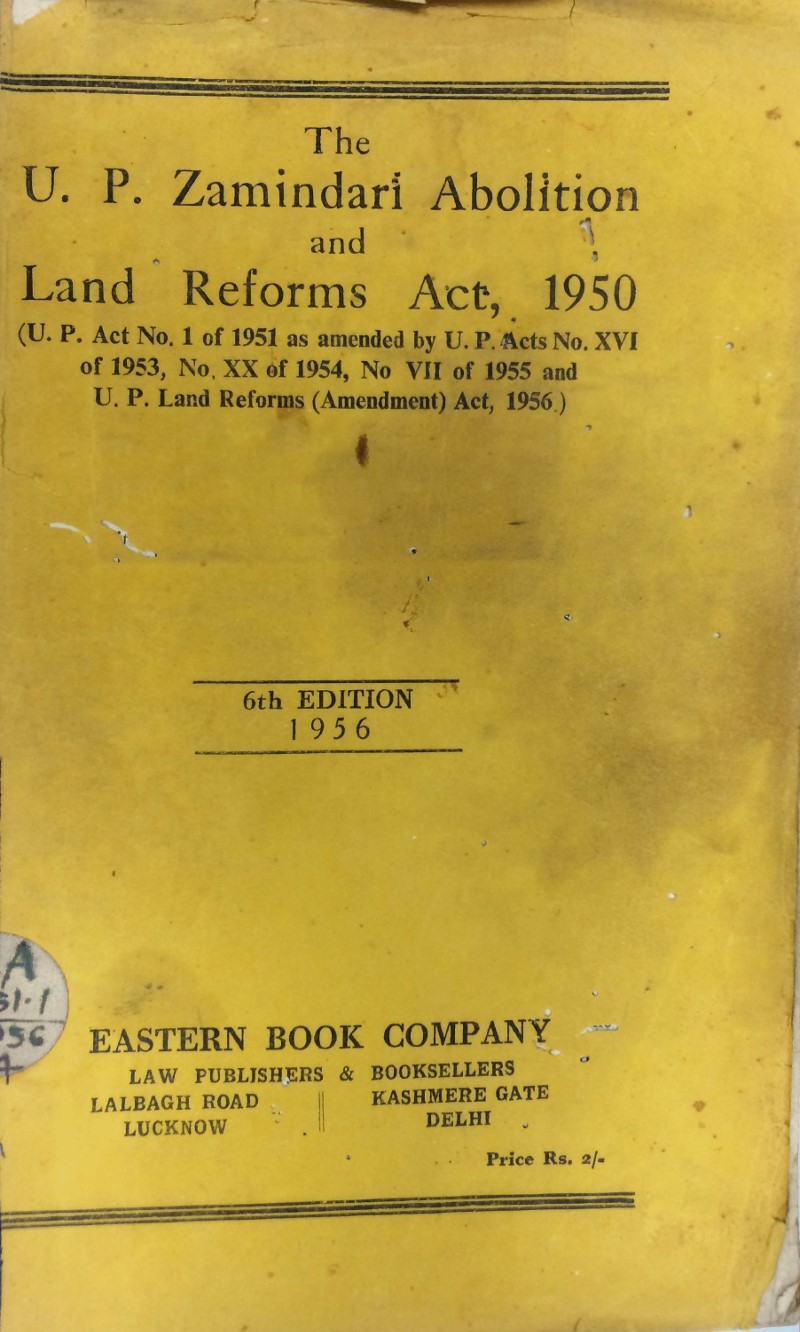 The
U. P. Zamindari Abolition
and
Land Reforms Act, 1950
(U. P. Act No. 1 of 1951 as amended by U. P. Acts No. XVI
of 1953, No. XX of 1954, No VII of 1955 and
U. P. Land Reforms (Amendment) Act, 1956.)
6th EDITION
1956
A
EASTERN BOOK COMPANY
LAW PUBLISHERS & BOOKSELLERS
LALBAGH ROAD || KASHMERE GATE
LUCKNOW || DELHI
Price Rs. 2/-